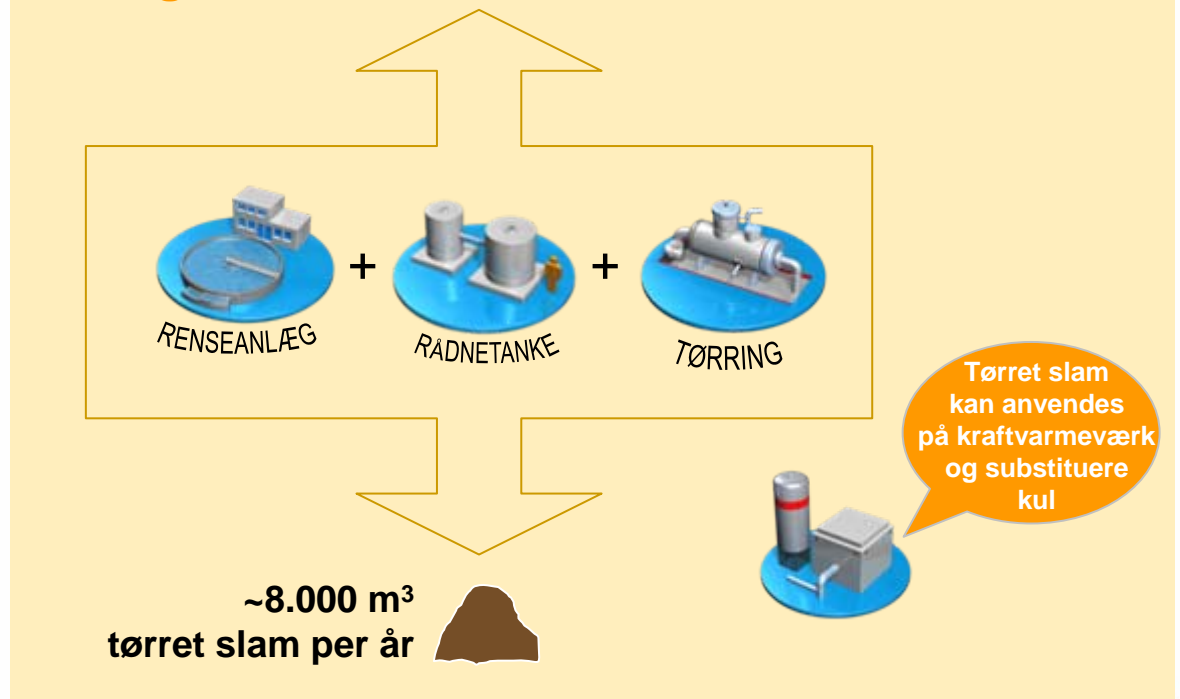 RENSEANLÆG + RÅDNETANKE + TØRRING
Tørret slam
kan anvendes
på kraftvarmeværk
og substituere
kul
~8.000 m³
tørret slam per år